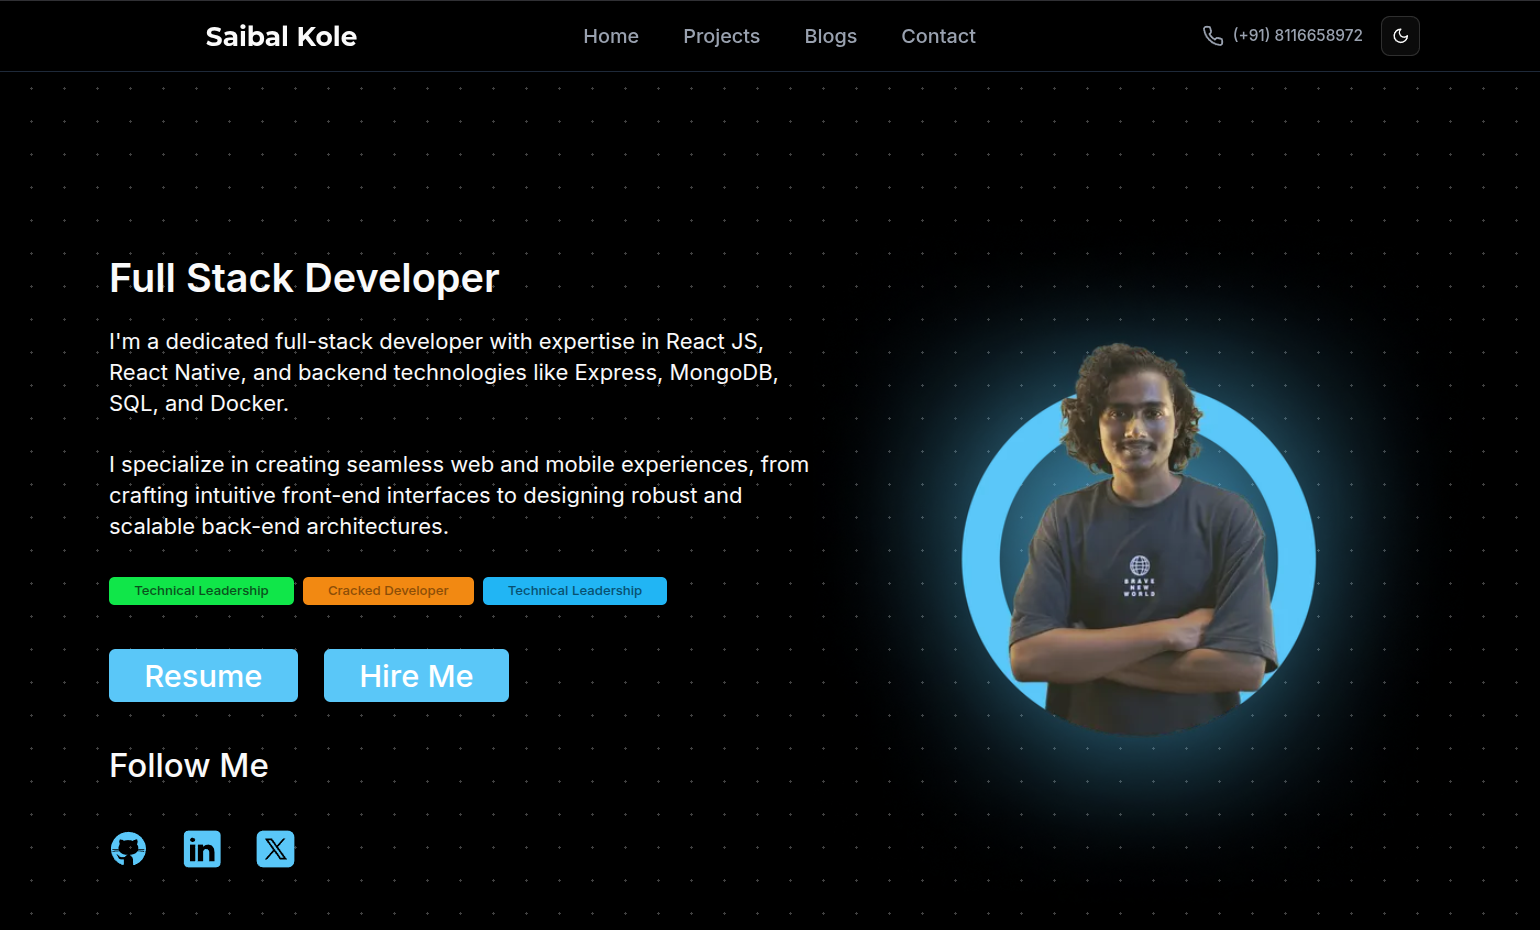 Saibal Kole
Home
Projects
Blogs
Contact
(+91) 8116658972
Full Stack Developer
I'm a dedicated full-stack developer with expertise in React JS,
React Native, and backend technologies like Express, MongoDB,
SQL, and Docker.
I specialize in creating seamless web and mobile experiences, from
crafting intuitive front-end interfaces to designing robust and
scalable back-end architectures.
Technical Leadership
Cracked Developer
Technical Leadership
Resume
Hire Me
Follow Me
in
X
BRAVE
NEW
WORLD